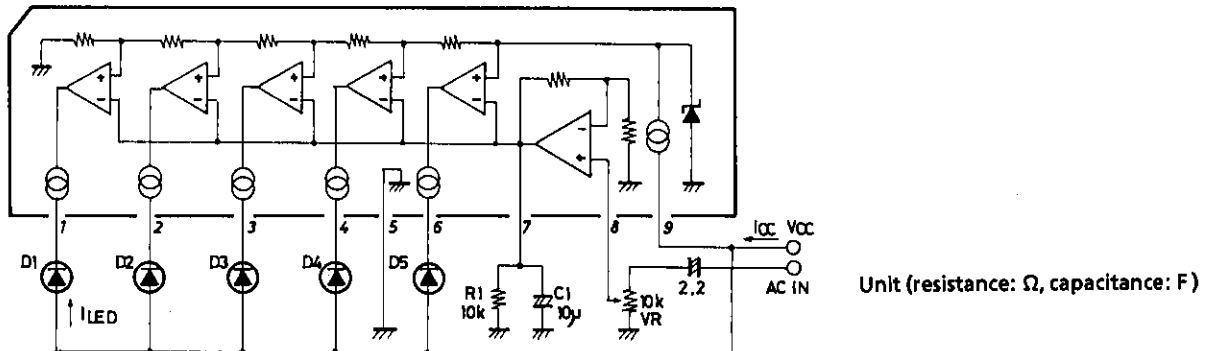 + + + + +
- - - - - -
+
1 2 3 4 5 6 7 8 9
ICC VCC
D1 D2 D3 D4 D5
AC IN
ILED
R1
10k
C1
10μ
10k
VR
2.2
Unit (resistance: Ω, capacitance: F)